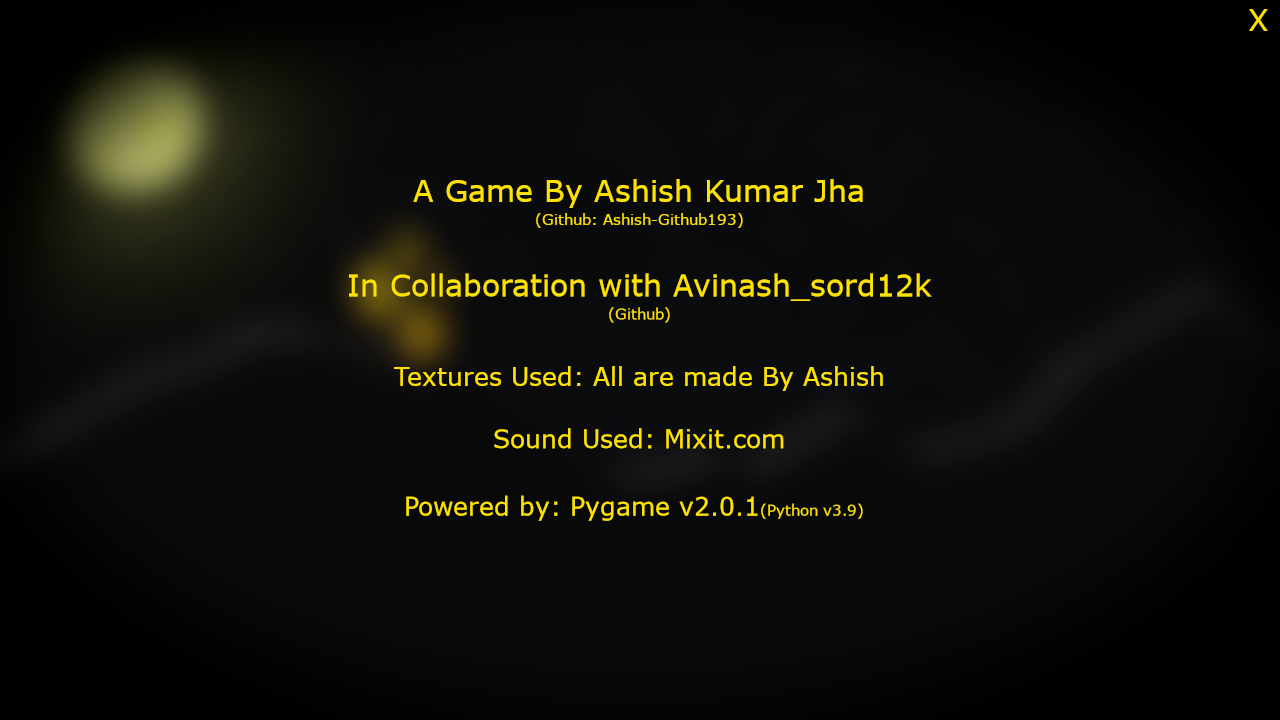 X
A Game By Ashish Kumar Jha
(Github: Ashish-Github193)
In Collaboration with Avinash_sord12k
(Github)
Textures Used: All are made By Ashish
Sound Used: Mixit.com
Powered by: Pygame v2.0.1(Python v3.9)